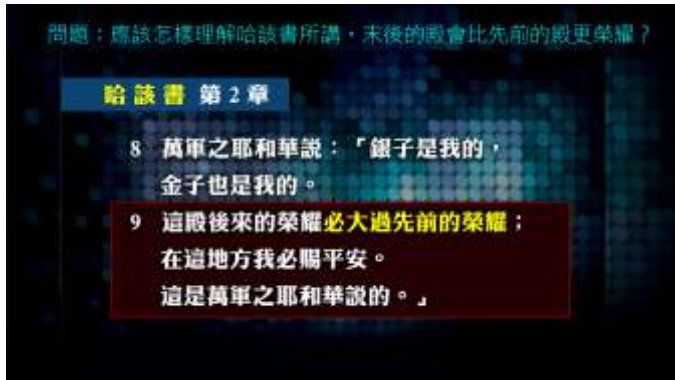 問題：應該怎樣理解哈該書所講，末後的殿會比先前的殿更榮耀？
哈該書 第2章
8 萬軍之耶和華說：「銀子是我的，
金子也是我的。
9 這殿後來的榮耀必大過先前的榮耀；
在這地方我必賜平安。
這是萬軍之耶和華說的。」